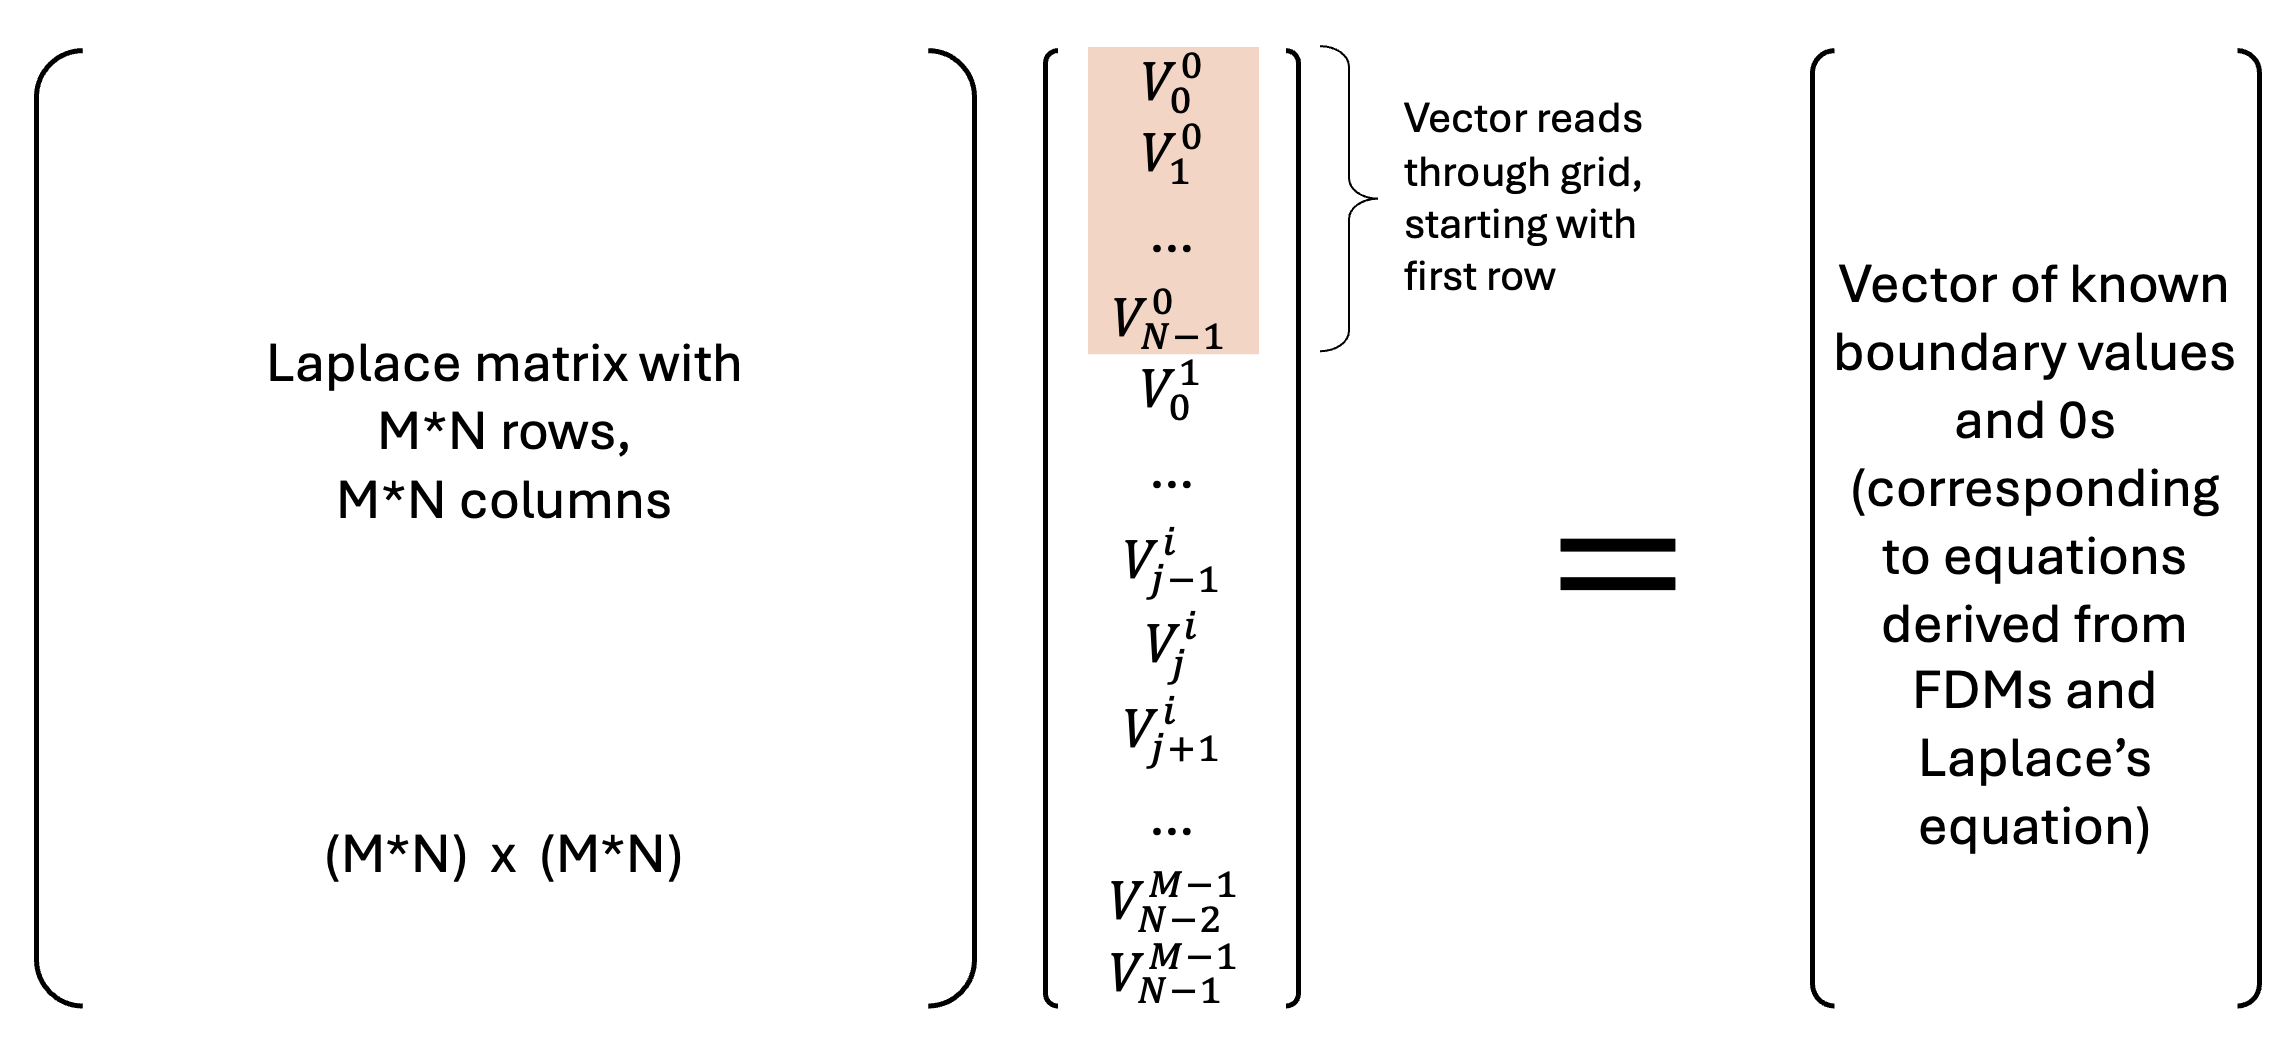 Laplace matrix with
M*N rows,
M*N columns
(M*N) x (M*N)
V_0^0
V_1^0
...
V_{N−1}^0
V_0^1
...
V_{j−1}^i
V_j^i
V_{j+1}^i
...
V_{N−2}^{M−1}
V_{N−1}^{M−1}
Vector reads
through grid,
starting with
first row
=
Vector of known
boundary values
and 0s
(corresponding
to equations
derived from
FDMs and
Laplace’s
equation)